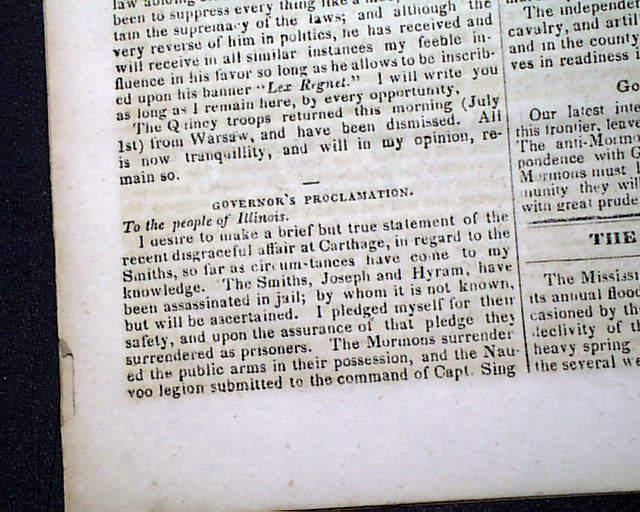 law abiding
been to suppress every thing like a
tain the supremacy of the laws; and although the
very reverse of him in politics, he has received and
will receive in all similar instances my feeble in-
fluence in his favor so long as he allows to be inscrib-
ed upon his banner "Lex Regnet." I will write you
as long as I remain here, by every opportunity,
The Quincy troops returned this morning (July
1st) from Warsaw, and have been dismissed. All
is now tranquillity, and will in my opinion, re-
main so.
GOVERNOR'S PROCLAMATION.
To the people of Illinois.
I desire to make a brief but true statement of the
recent disgraceful affair at Carthage, in regard to the
Smiths, so far as circumstances have come to my
knowledge. The Smiths, Joseph and Hyram, have
been assassinated in jail; by whom it is not known,
but will be ascertained. I pledged myself for their
safety, and upon the assurance of that pledge they
surrendered as prisoners. The Mormons surrender
ed the public arms in their possession, and the Nau-
voo legion submitted to the command of Capt. Sing
The independen
cavalry, and artil
and in the county
ves in readiness i
Go
Our latest inte
this frontier, leave
The anti-Mormo
pondence with G
Mormons must l
munity they wil
with great prude
THE
The Mississi
its annual flood
casioned by the
declivity of t
heavy spring
the several we